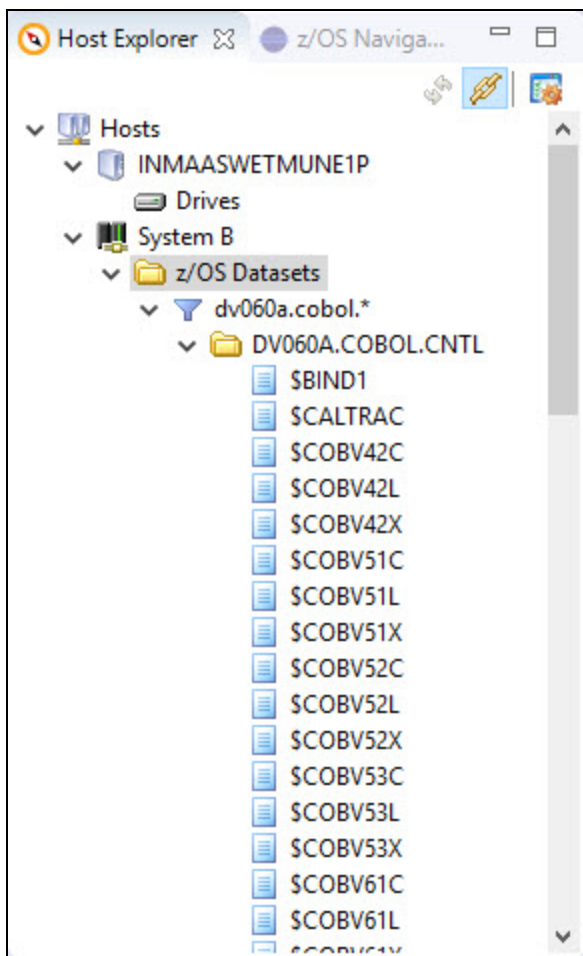 Host Explorer z/OS Naviga...
Hosts
INMAASWETMUNE1P
Drives
System B
z/OS Datasets
dv060a.cobol.*
DV060A.COBOL.CNTL
$BIND1
$CALTRAC
$COBV42C
$COBV42L
$COBV42X
$COBV51C
$COBV51L
$COBV51X
$COBV52C
$COBV52L
$COBV52X
$COBV53C
$COBV53L
$COBV53X
$COBV61C
$COBV61L